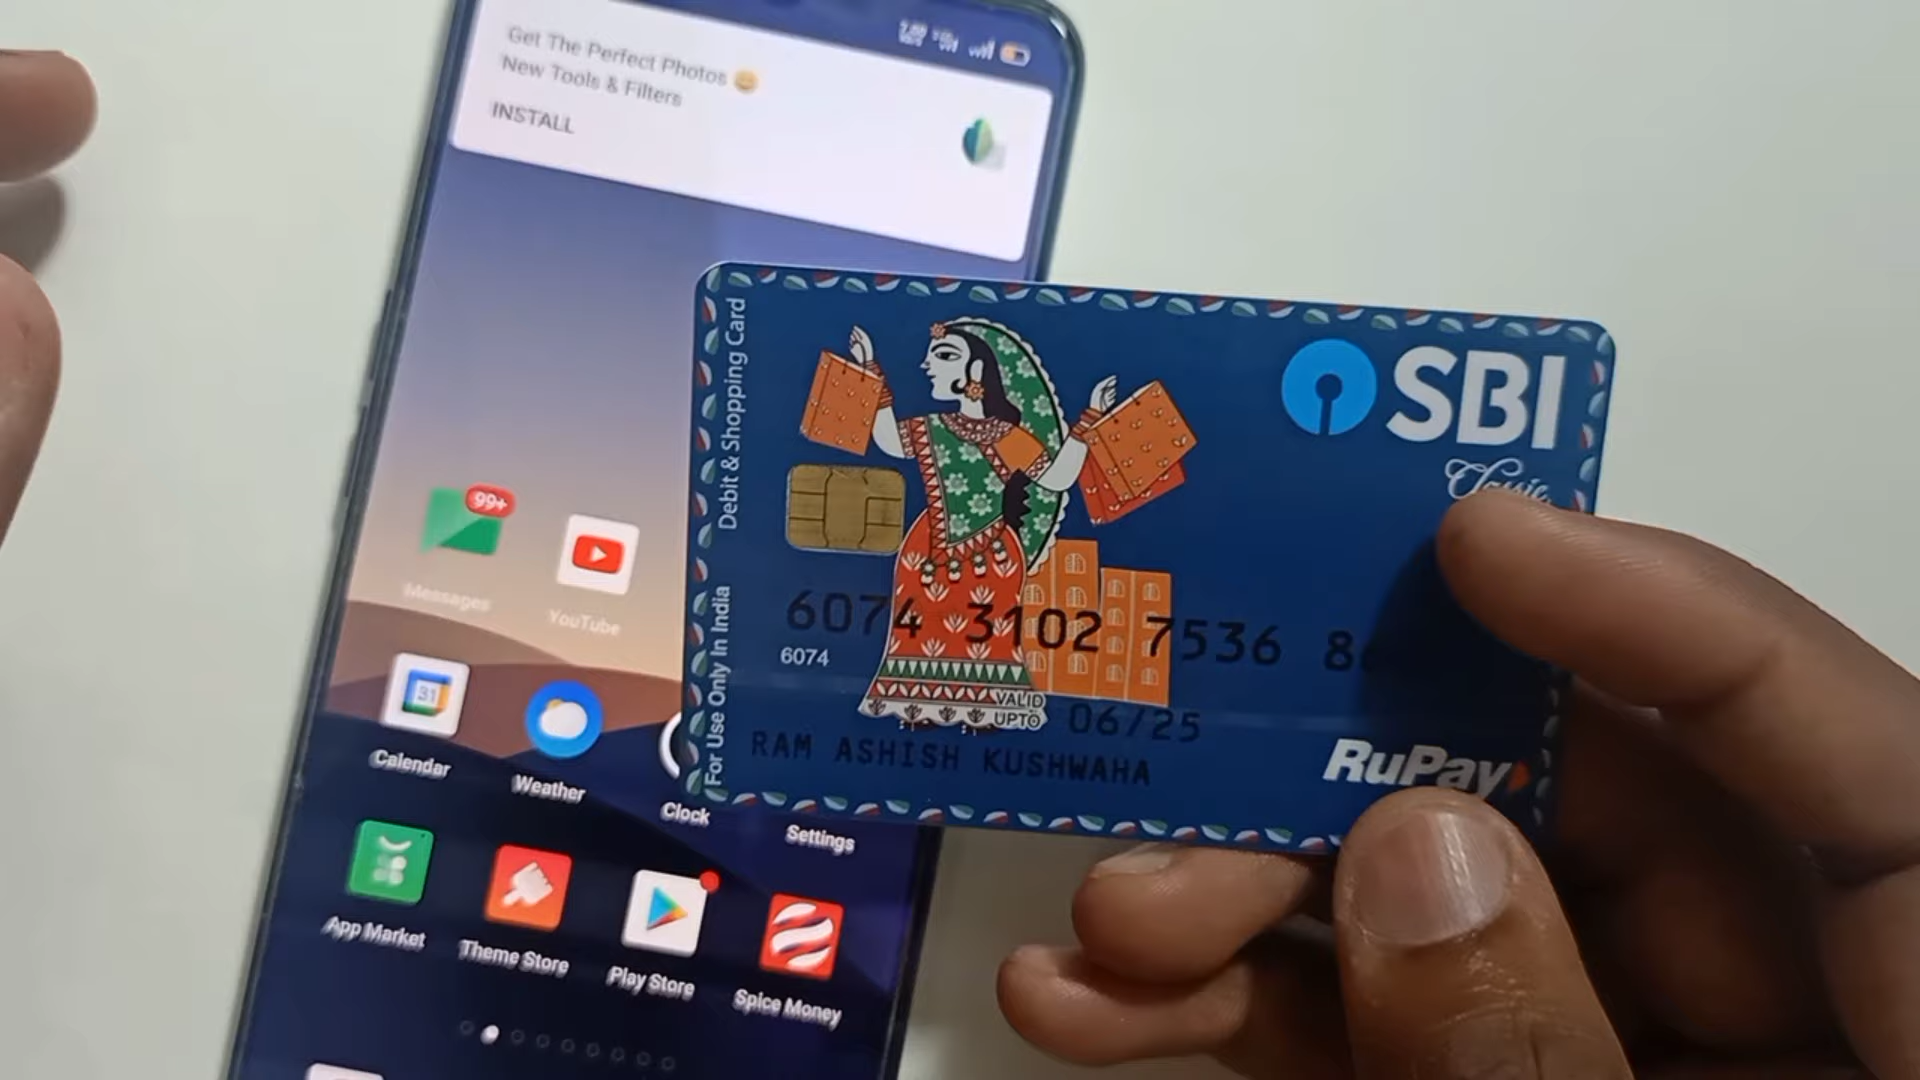 Get The Perfect Photos 😄
New Tools & Filters
INSTALL
99+
Messages
YouTube
31
Calendar
Weather
Clock
Settings
App Market
Theme Store
Play Store
Spice Money
Debit & Shopping Card
For Use Only In India
SBI
Classic
6074 3102 7536 8
6074
VALID
UPTO 06/25
RAM ASHISH KUSHWAHA
RuPay